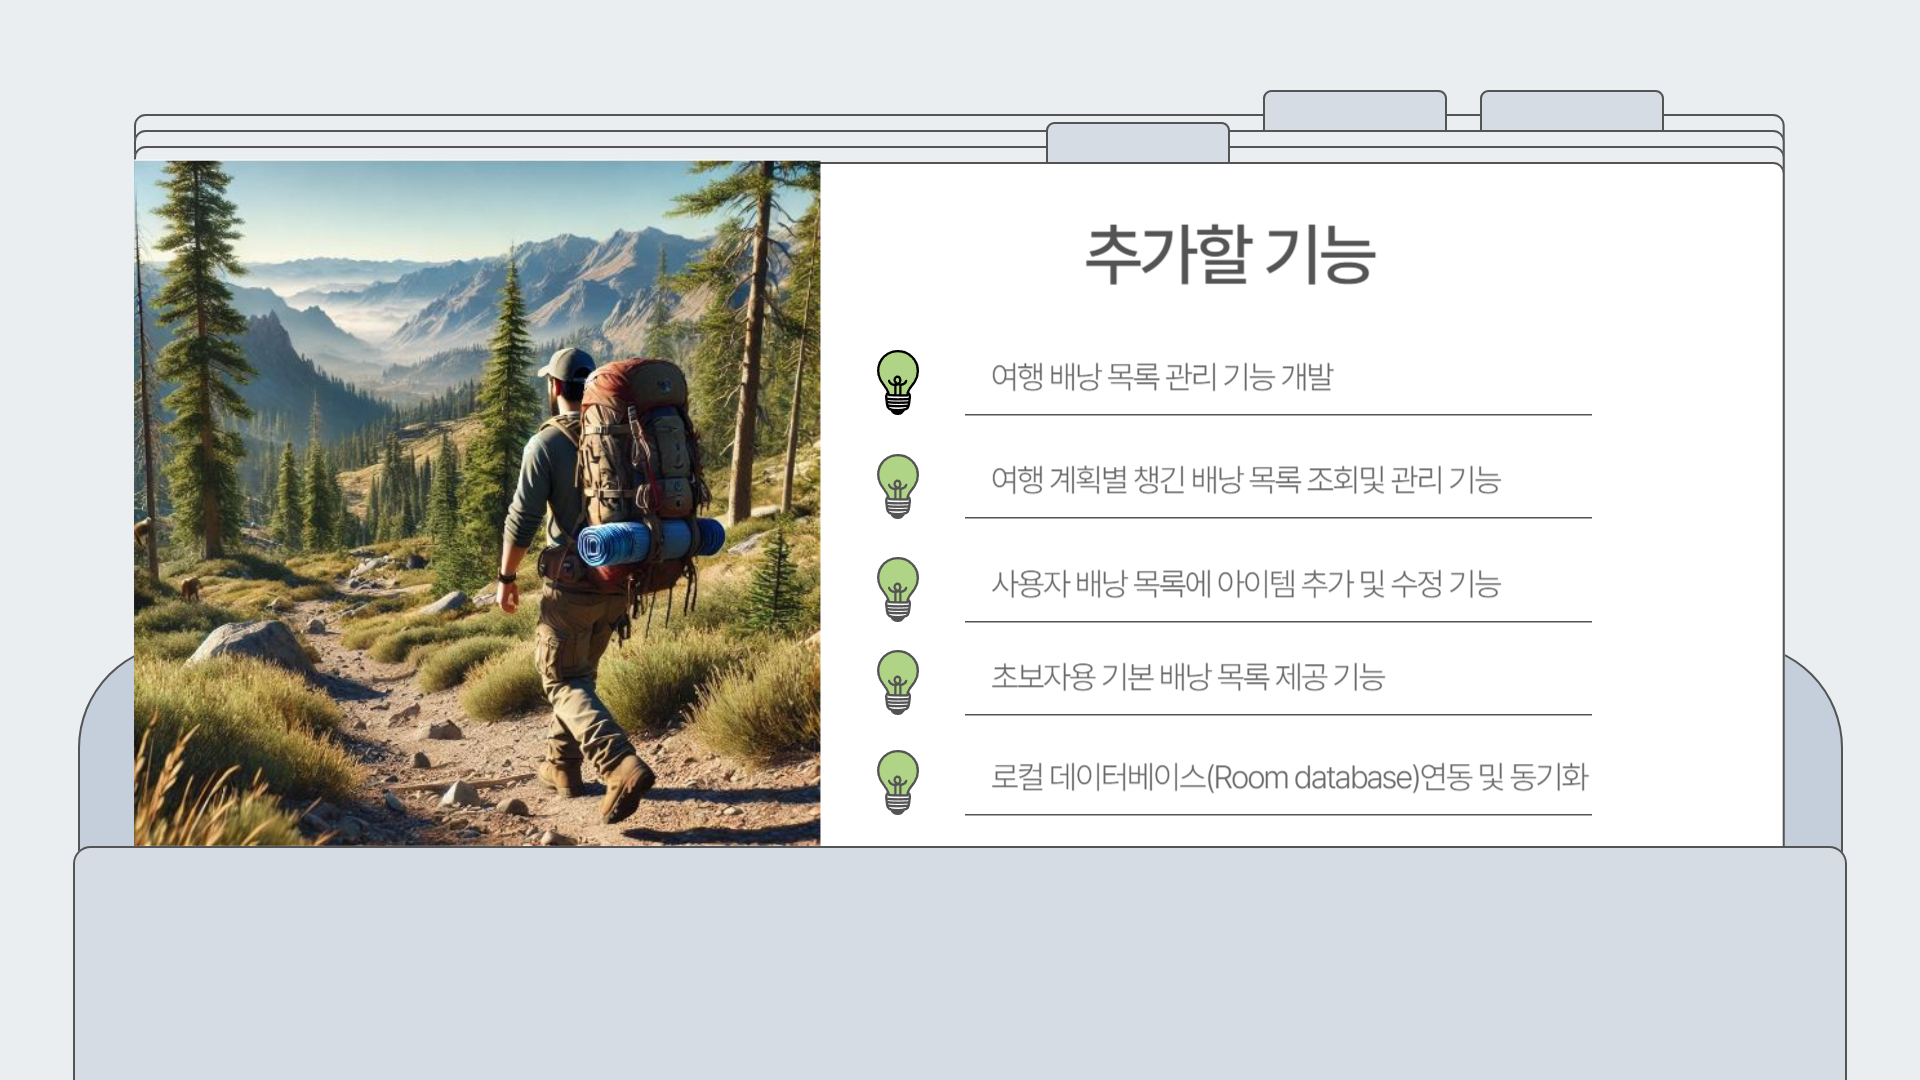 추가할 기능
여행 배낭 목록 관리 기능 개발
여행 계획별 챙긴 배낭 목록 조회및 관리 기능
사용자 배낭 목록에 아이템 추가 및 수정 기능
초보자용 기본 배낭 목록 제공 기능
로컬 데이터베이스(Room database)연동 및 동기화